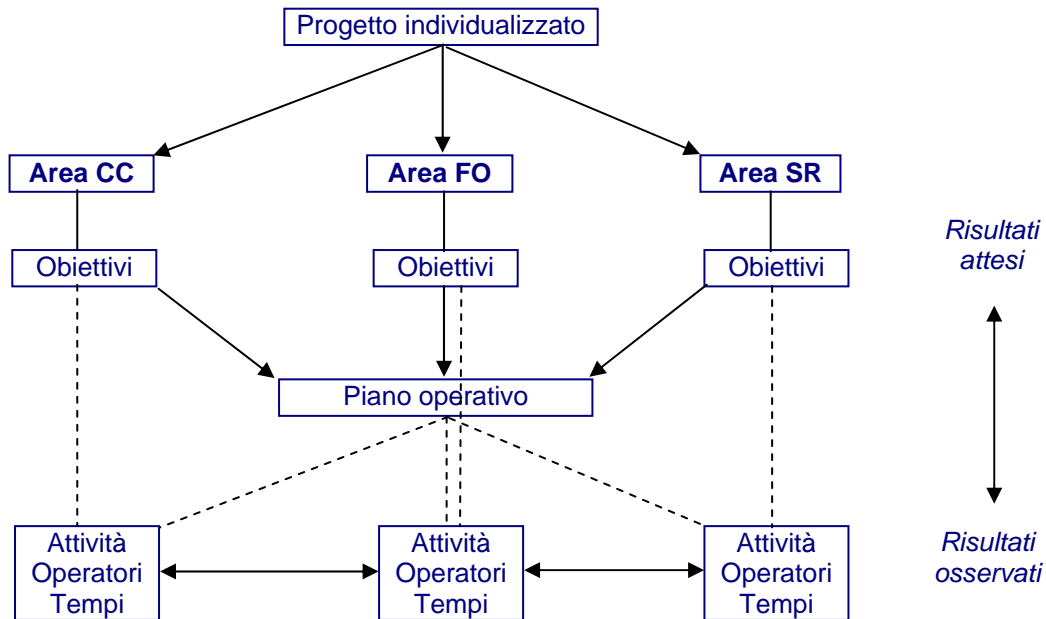 Progetto individualizzato
Area CC
Area FO
Area SR
Obiettivi
Obiettivi
Obiettivi
Risultati
attesi
Piano operativo
Attività
Operatori
Tempi
Attività
Operatori
Tempi
Attività
Operatori
Tempi
Risultati
osservati